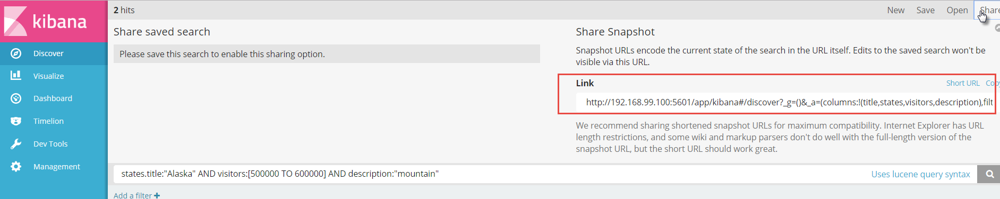 kibana
Discover
Visualize
Dashboard
Timelion
Dev Tools
Management
2 hits
New Save Open Share
Share saved search
Please save this search to enable this sharing option.
Share Snapshot
Snapshot URLs encode the current state of the search in the URL itself. Edits to the saved search won't be
visible via this URL.
Link
Short URL Copy
http://192.168.99.100:5601/app/kibana#/discover?_g=()&_a=(columns:!(title,states,visitors,description),filt
We recommend sharing shortened snapshot URLs for maximum compatibility. Internet Explorer has URL
length restrictions, and some wiki and markup parsers don't do well with the full-length version of the
snapshot URL, but the short URL should work great.
states.title:"Alaska" AND visitors:[500000 TO 600000] AND description:"mountain"
Uses lucene query syntax
Add a filter +